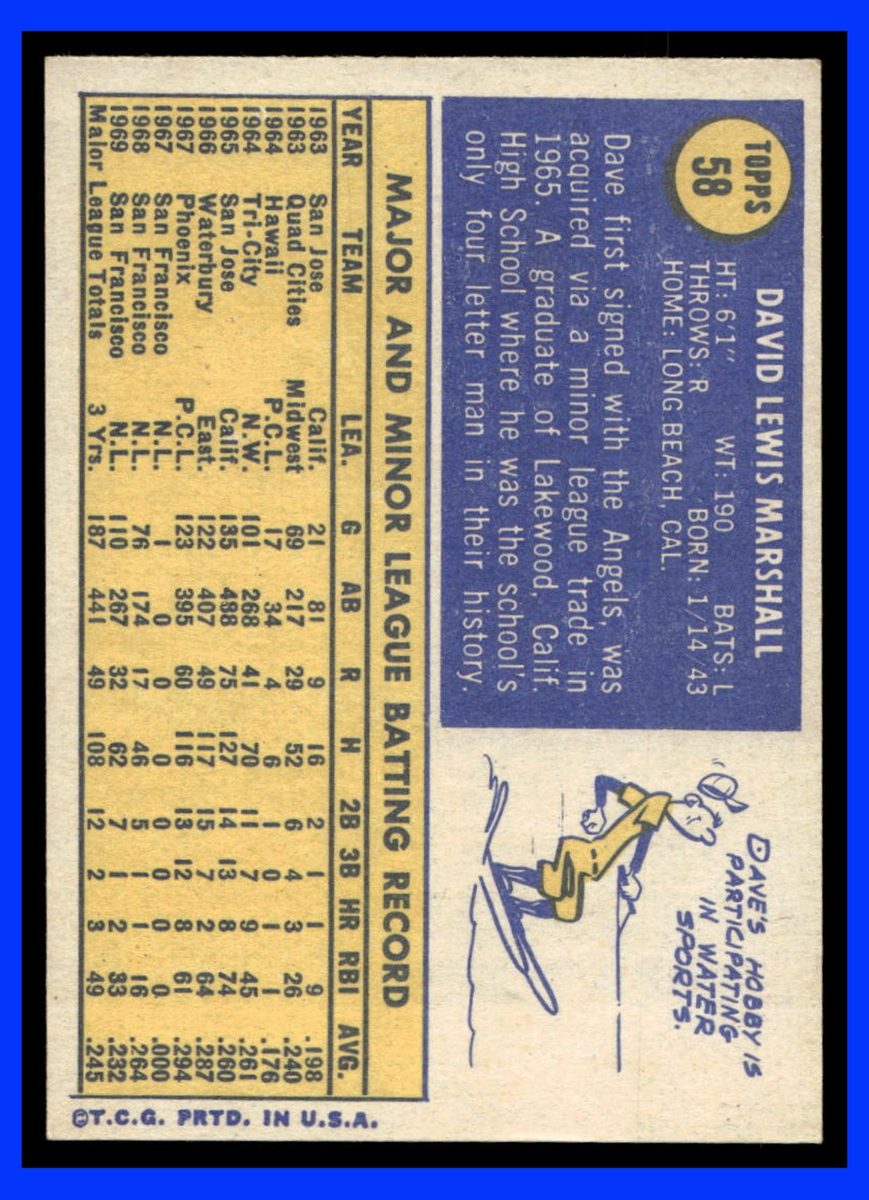 TOPPS
58
DAVID LEWIS MARSHALL
HT: 6'1" WT: 190 BATS: L
THROWS: R BORN: 1/14/43
HOME: LONG BEACH, CAL.
Dave first signed with the Angels, was
acquired via a minor league trade in
1965. A graduate of Lakewood, Calif.
High School where he was the school's
only four letter man in their history.
DAVE'S HOBBY IS
PARTICIPATING
IN WATER
SPORTS.
MAJOR AND MINOR LEAGUE BATTING RECORD
YEAR TEAM LEA. G AB R H 2B 3B HR RBI AVG.
1963 San Jose Calif. 21 81 9 16 2 1 1 9 .198
1963 Quad Cities Midwest 69 217 29 52 6 4 3 26 .240
1964 Hawaii P.C.L. 17 34 4 6 1 0 1 1 .176
1964 Tri-City N.W. 101 268 41 70 11 7 9 45 .261
1965 San Jose Calif. 135 488 75 127 14 13 8 74 .260
1966 Waterbury East. 122 407 49 117 15 7 2 64 .287
1967 Phoenix P.C.L. 123 395 60 116 13 12 8 61 .294
1967 San Francisco N.L. 1 0 0 0 0 0 0 0 .000
1968 San Francisco N.L. 76 174 17 46 5 1 1 16 .264
1969 San Francisco N.L. 110 267 32 62 7 1 2 33 .232
Major League Totals 3 Yrs. 187 441 49 108 12 2 3 49 .245
©T.C.G. PRTD. IN U.S.A.